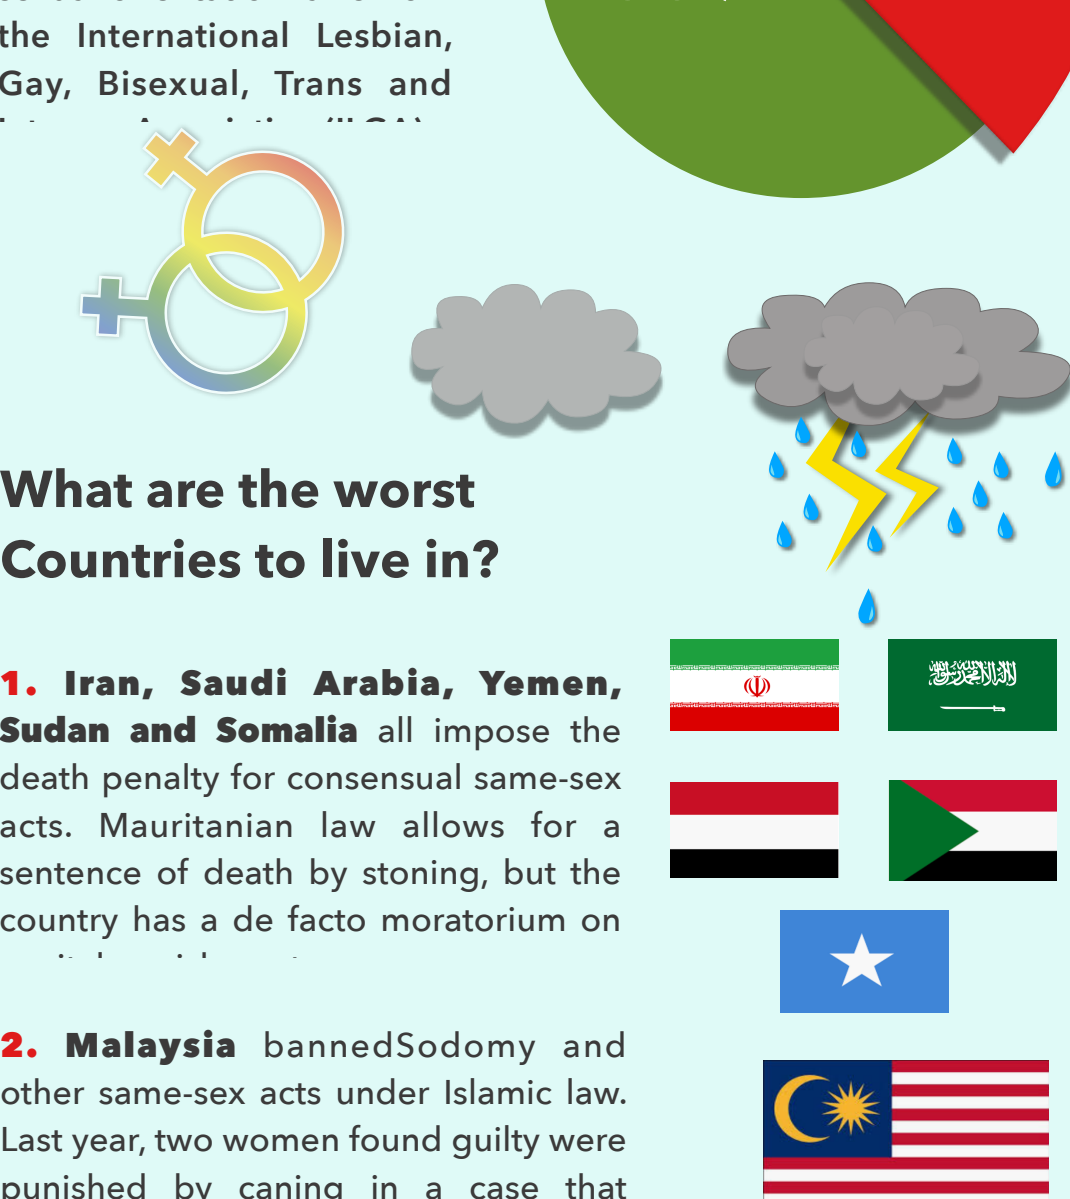 the International Lesbian,
Gay, Bisexual, Trans and
What are the worst
Countries to live in?
1. Iran, Saudi Arabia, Yemen,
Sudan and Somalia all impose the
death penalty for consensual same-sex
acts. Mauritanian law allows for a
sentence of death by stoning, but the
country has a de facto moratorium on
2. Malaysia bannedSodomy and
other same-sex acts under Islamic law.
Last year, two women found guilty were
punished by caning in a case that